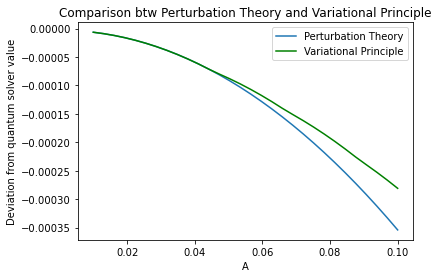 Comparison btw Perturbation Theory and Variational Principle
Perturbation Theory
Variational Principle
Deviation from quantum solver value
0.00000
−0.00005
−0.00010
−0.00015
−0.00020
−0.00025
−0.00030
−0.00035
0.02
0.04
0.06
0.08
0.10
A